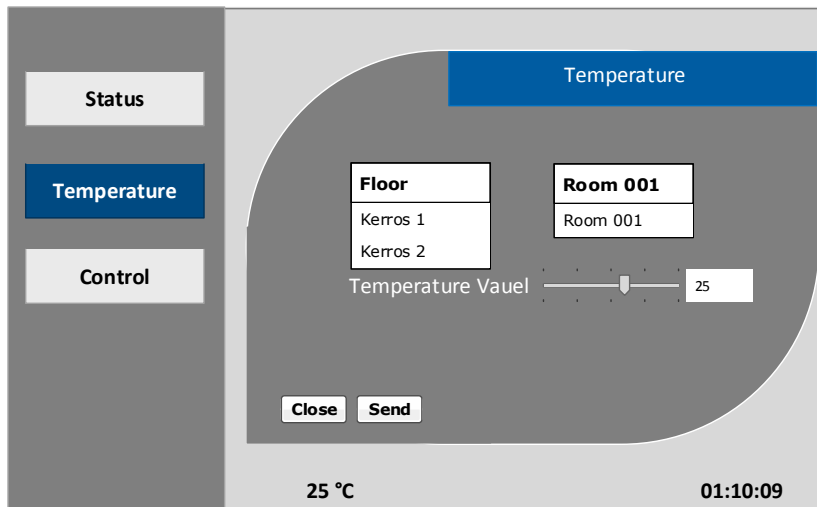 Status
Temperature
Control
Temperature
Floor
Kerros 1
Kerros 2
Room 001
Room 001
Temperature Vauel
25
Close Send
25 °C
01:10:09